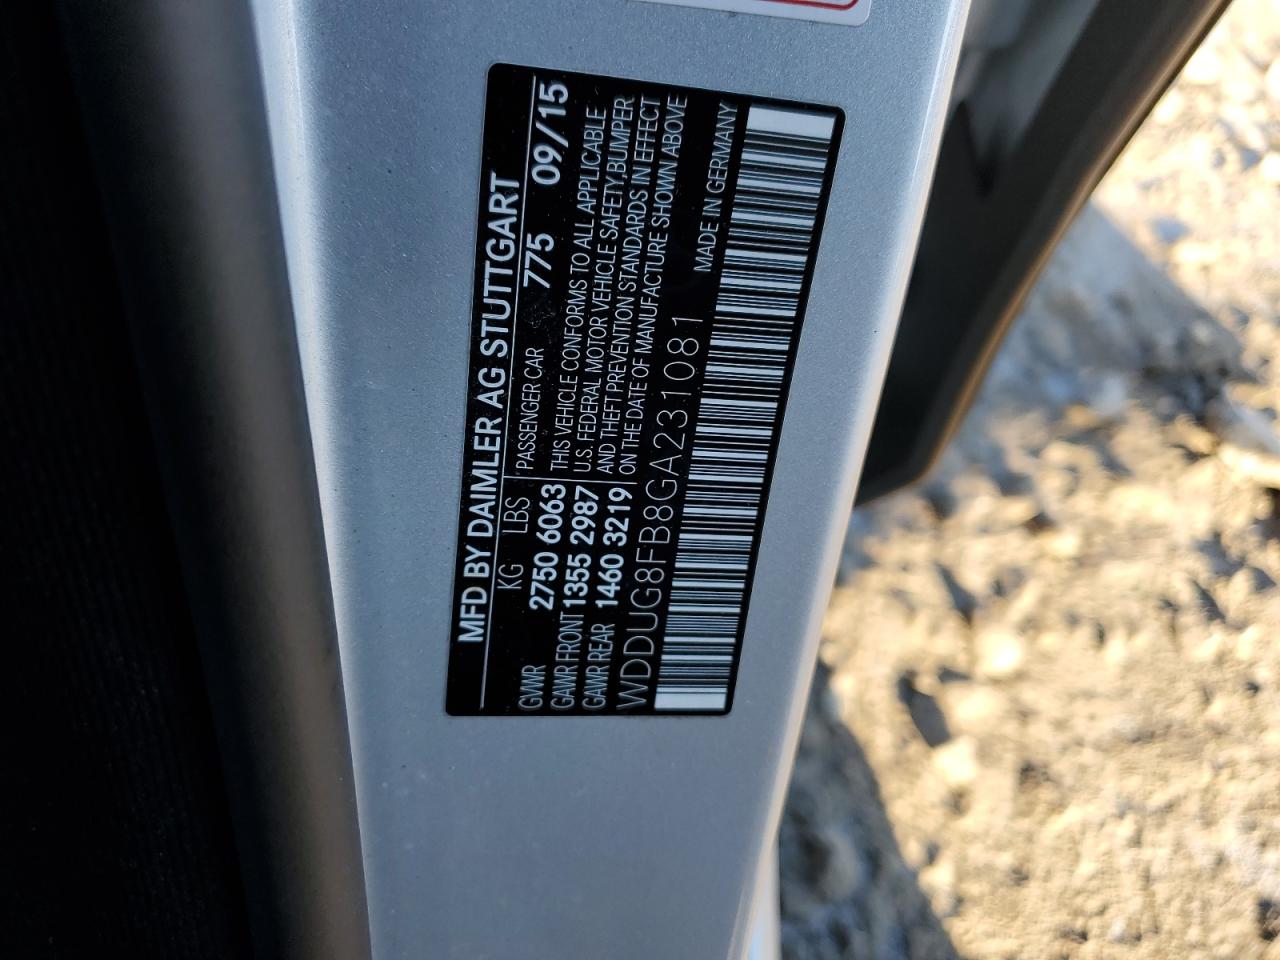 MFD BY DAIMLER AG STUTTGART
KG LBS PASSENGER CAR 775 09/15
GVWR 2750 6063
GAWR FRONT 1355 2987
GAWR REAR 1460 3219
THIS VEHICLE CONFORMS TO ALL APPLICABLE
U.S. FEDERAL MOTOR VEHICLE SAFETY,BUMPER,
AND THEFT PREVENTION STANDARDS IN EFFECT
ON THE DATE OF MANUFACTURE SHOWN ABOVE
WDDUG8FB8GA231081 MADE IN GERMANY